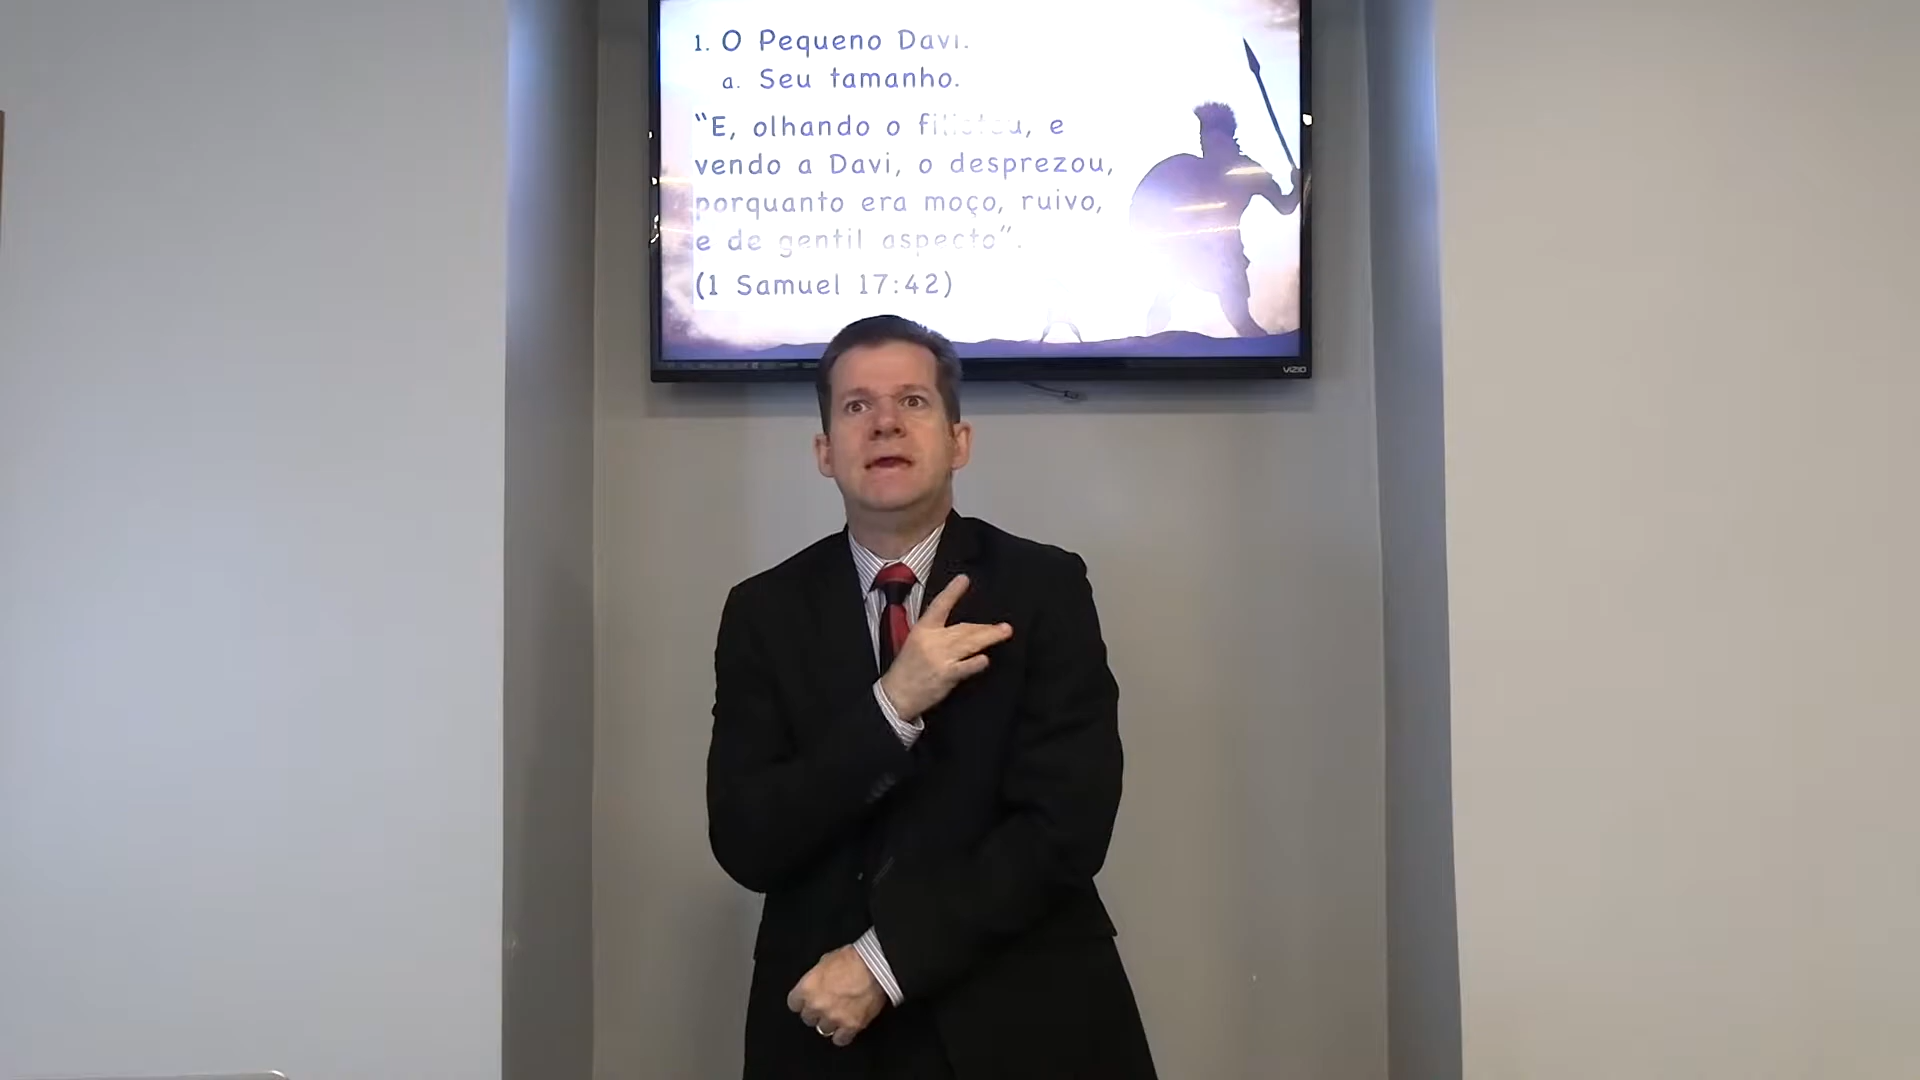 1. O Pequeno Davi.
a. Seu tamanho.
“E, olhando o filisteu, e
vendo a Davi, o desprezou,
porquanto era moço, ruivo,
e de gentil aspecto”.
(1 Samuel 17:42)
VIZIO